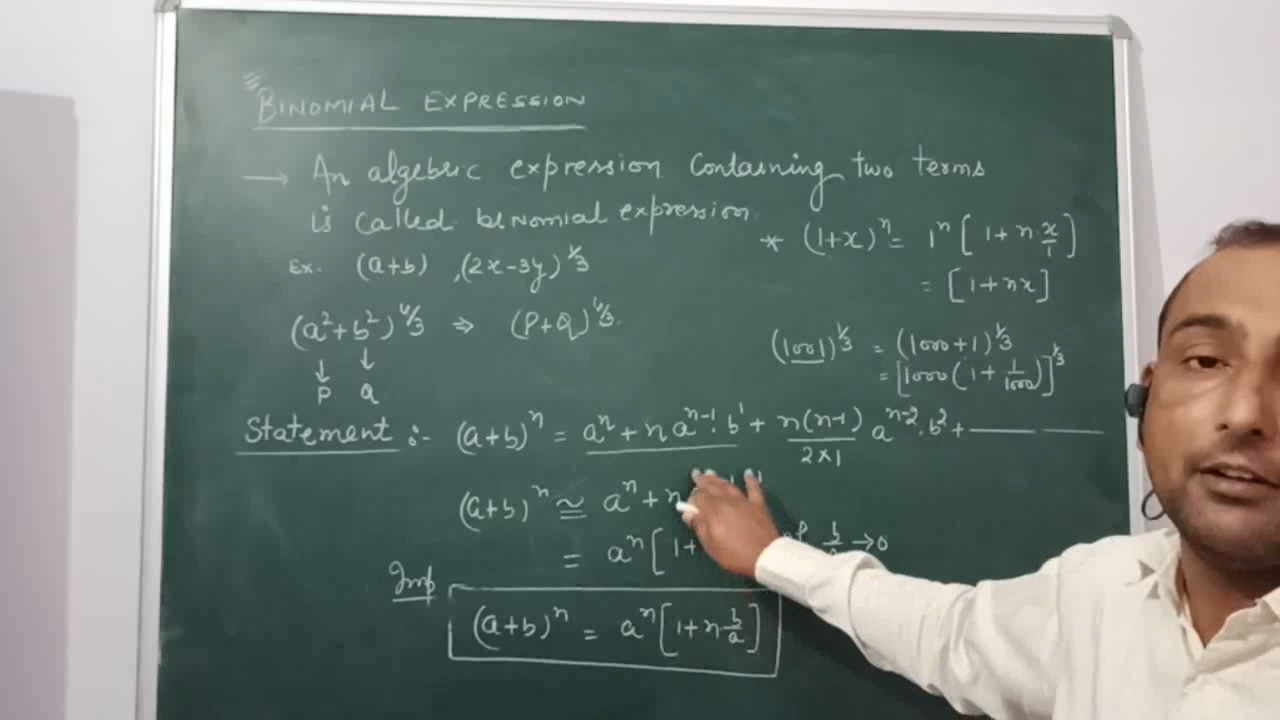 BINOMIAL EXPRESSION
→ An algebric expression containing two terms
is called binomial expression.
Ex. (a+b) , (2x-3y)^1/3
(a²+b²)^4/3 ⇒ (P+Q)^1/3.
↓ ↓
P Q
* (1+x)^n = 1^n [1+n.x/1]
= [1+nx]
(1001)^1/3 = (1000+1)^1/3
= [1000(1+1/1000)]^1/3
Statement :- (a+b)^n = a^n + n a^n-1. b^1 + n(n-1)/2×1 a^n-2. b² + —— ——
(a+b)^n ≅ a^n + n
= a^n [1+ →0
Imp
(a+b)^n = a^n [1+n.b/a]